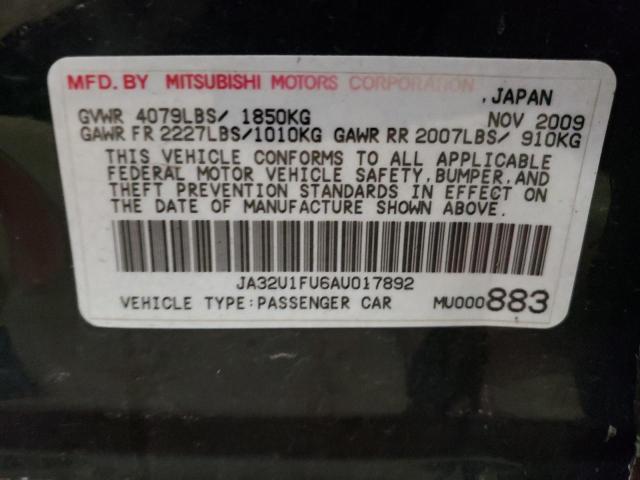 MFD. BY MITSUBISHI MOTORS CORPORATION
, JAPAN
GVWR 4079LBS/ 1850KG NOV 2009
GAWR FR 2227LBS/1010KG GAWR RR 2007LBS/ 910KG
THIS VEHICLE CONFORMS TO ALL APPLICABLE
FEDERAL MOTOR VEHICLE SAFETY,BUMPER,AND
THEFT PREVENTION STANDARDS IN EFFECT ON
THE DATE OF MANUFACTURE SHOWN ABOVE.
JA32U1FU6AU017892
VEHICLE TYPE:PASSENGER CAR MU000883